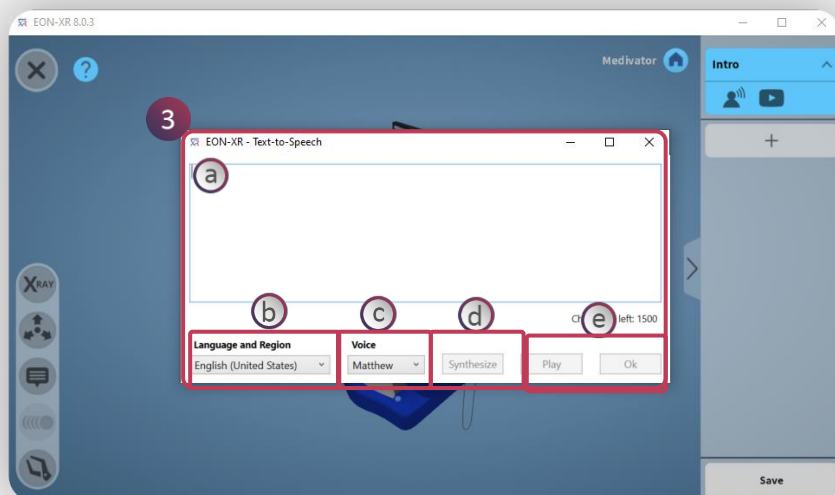 EON-XR 8.0.3
Medivator
Intro
3
EON-XR - Text-to-Speech
a
b
c
d
e
left: 1500
Language and Region
Voice
English (United States)
Matthew
Synthesize
Play
Ok
XRAY
Save